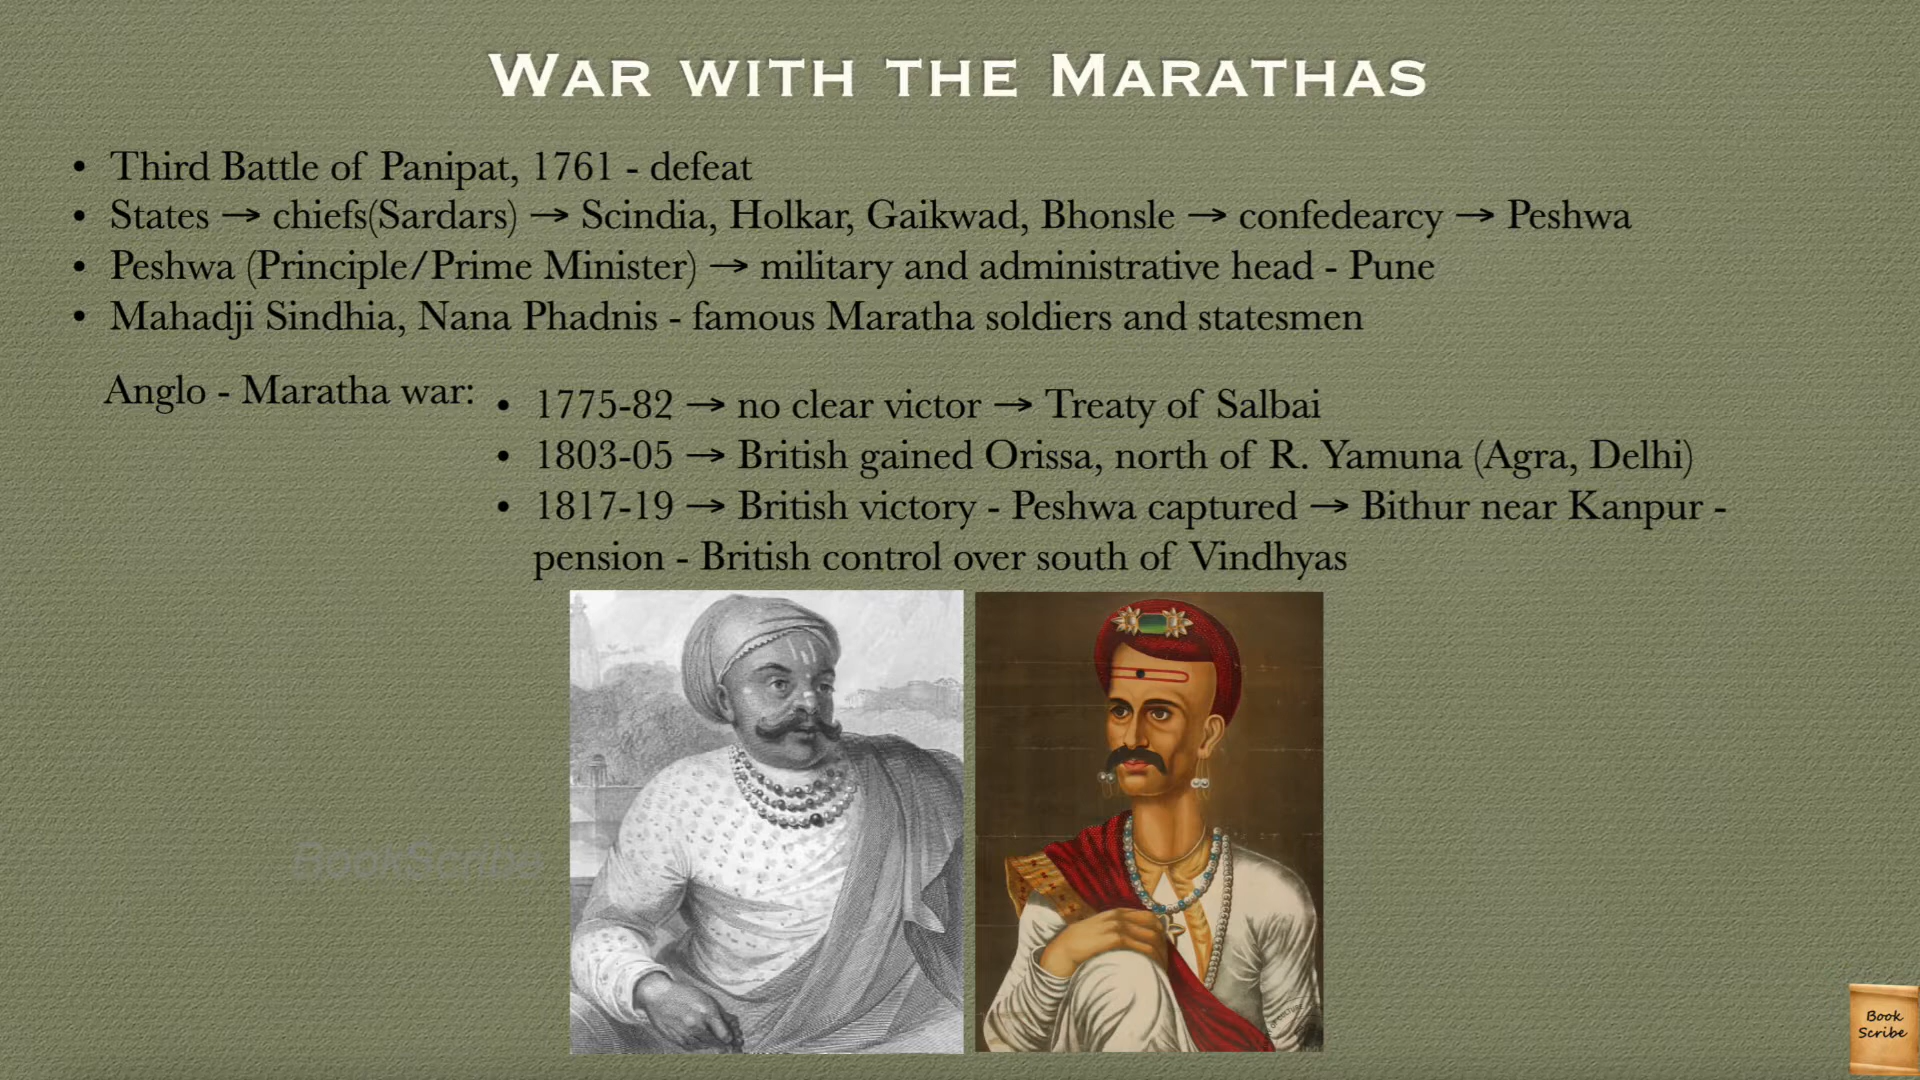 War with the Marathas
• Third Battle of Panipat, 1761 - defeat
• States → chiefs(Sardars) → Scindia, Holkar, Gaikwad, Bhonsle → confedearcy → Peshwa
• Peshwa (Principle/Prime Minister) → military and administrative head - Pune
• Mahadji Sindhia, Nana Phadnis - famous Maratha soldiers and statesmen
Anglo - Maratha war:
• 1775-82 → no clear victor → Treaty of Salbai
• 1803-05 → British gained Orissa, north of R. Yamuna (Agra, Delhi)
• 1817-19 → British victory - Peshwa captured → Bithur near Kanpur -
pension - British control over south of Vindhyas
BookScribe
Book
Scribe